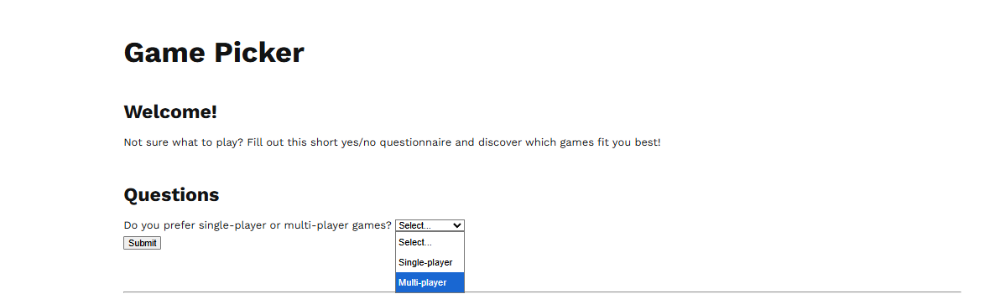 Game Picker
Welcome!
Not sure what to play? Fill out this short yes/no questionnaire and discover which games fit you best!
Questions
Do you prefer single-player or multi-player games? Select...
Submit
Select...
Single-player
Multi-player